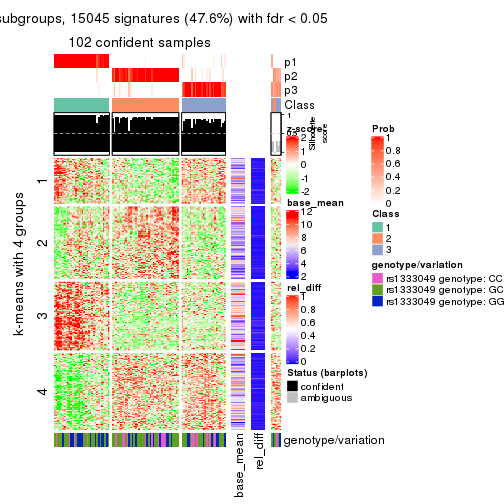 subgroups, 15045 signatures (47.6%) with fdr < 0.05
102 confident samples
p1
p2
p3
Class
1
0.5
0
Silhouette
score
z-score
2
1
0
-1
-2
base_mean
12
10
8
6
4
2
rel_diff
1
0.8
0.6
0.4
0.2
0
Status (barplots)
confident
ambiguous
Prob
1
0.8
0.6
0.4
0.2
0
Class
1
2
3
genotype/variation
rs1333049 genotype: CC
rs1333049 genotype: GC
rs1333049 genotype: GG
k-means with 4 groups
1
2
3
4
genotype/variation
base_mean
rel_diff